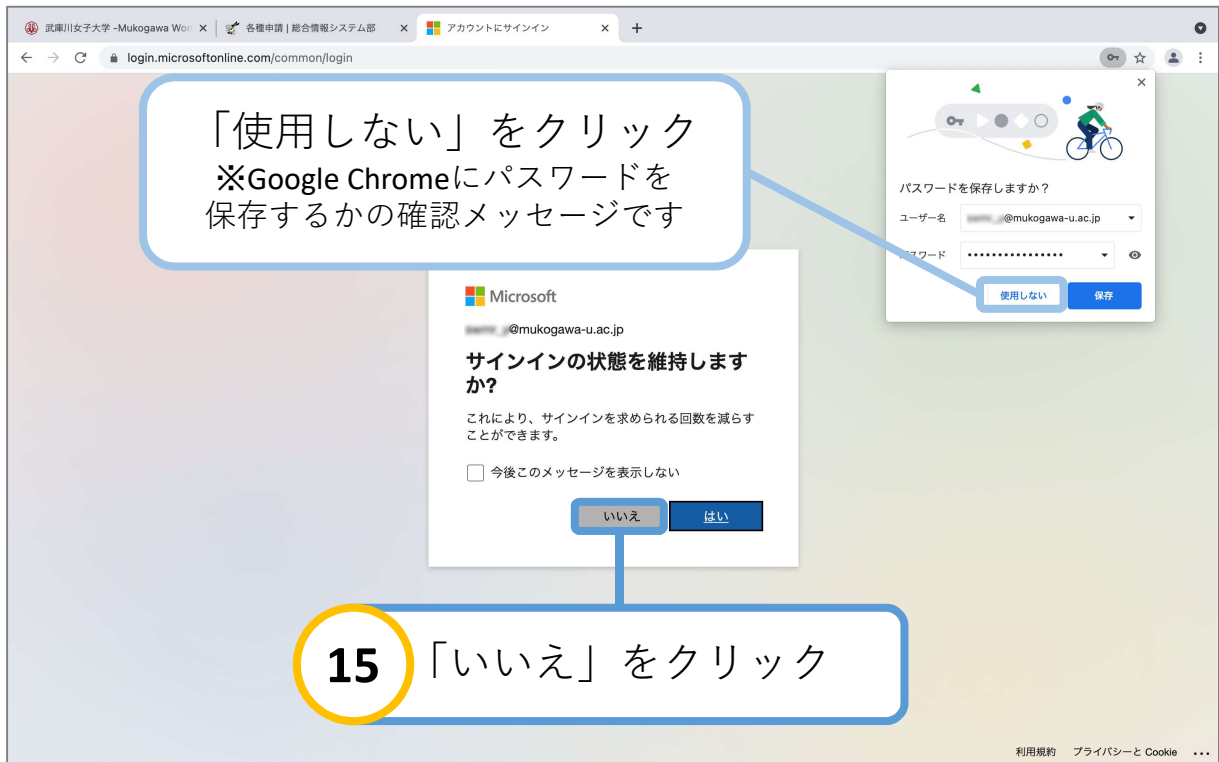 武庫川女子大学 -Mukogawa Wor
各種申請 | 総合情報システム部
アカウントにサインイン
login.microsoftonline.com/common/login
「使用しない」をクリック
※Google Chromeにパスワードを
保存するかの確認メッセージです
パスワードを保存しますか？
ユーザー名
@mukogawa-u.ac.jp
スワード
使用しない
保存
Microsoft
@mukogawa-u.ac.jp
サインインの状態を維持します
か?
これにより、サインインを求められる回数を減らす
ことができます。
今後このメッセージを表示しない
いいえ
はい
15
「いいえ」をクリック
利用規約
プライバシーと Cookie